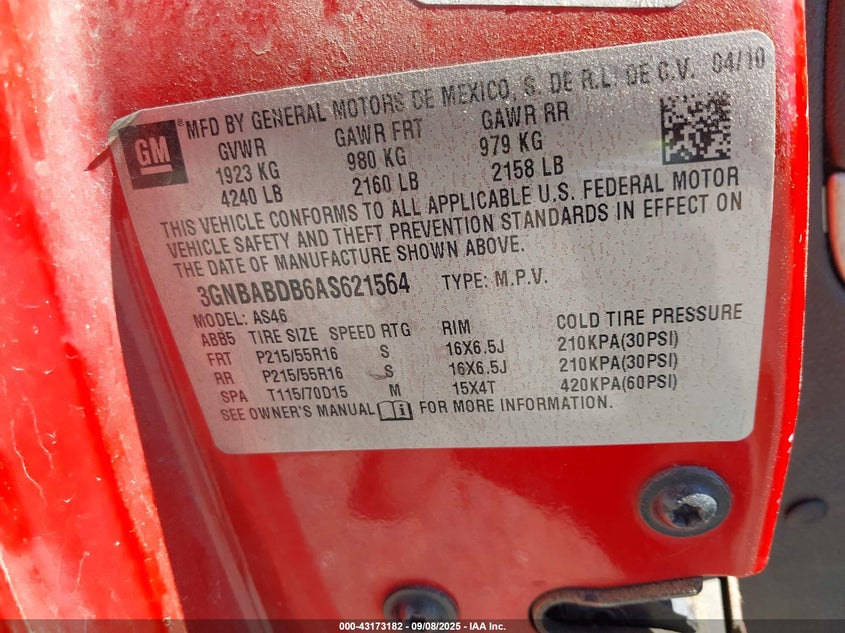 GM ® MFD BY GENERAL MOTORS DE MEXICO, S. DE R.L. DE C.V. 04/10
GVWR GAWR FRT GAWR RR
1923 KG 980 KG 979 KG
4240 LB 2160 LB 2158 LB
THIS VEHICLE CONFORMS TO ALL APPLICABLE U.S. FEDERAL MOTOR
VEHICLE SAFETY AND THEFT PREVENTION STANDARDS IN EFFECT ON
THE DATE OF MANUFACTURE SHOWN ABOVE.
3GNBABDB6AS621564 TYPE: M.P.V.
MODEL: AS46
ABB5 TIRE SIZE SPEED RTG RIM COLD TIRE PRESSURE
FRT P215/55R16 S 16X6.5J 210KPA(30PSI)
RR P215/55R16 S 16X6.5J 210KPA(30PSI)
SPA T115/70D15 M 15X4T 420KPA(60PSI)
SEE OWNER'S MANUAL FOR MORE INFORMATION.
000-43173182 - 09/08/2025 - IAA Inc.